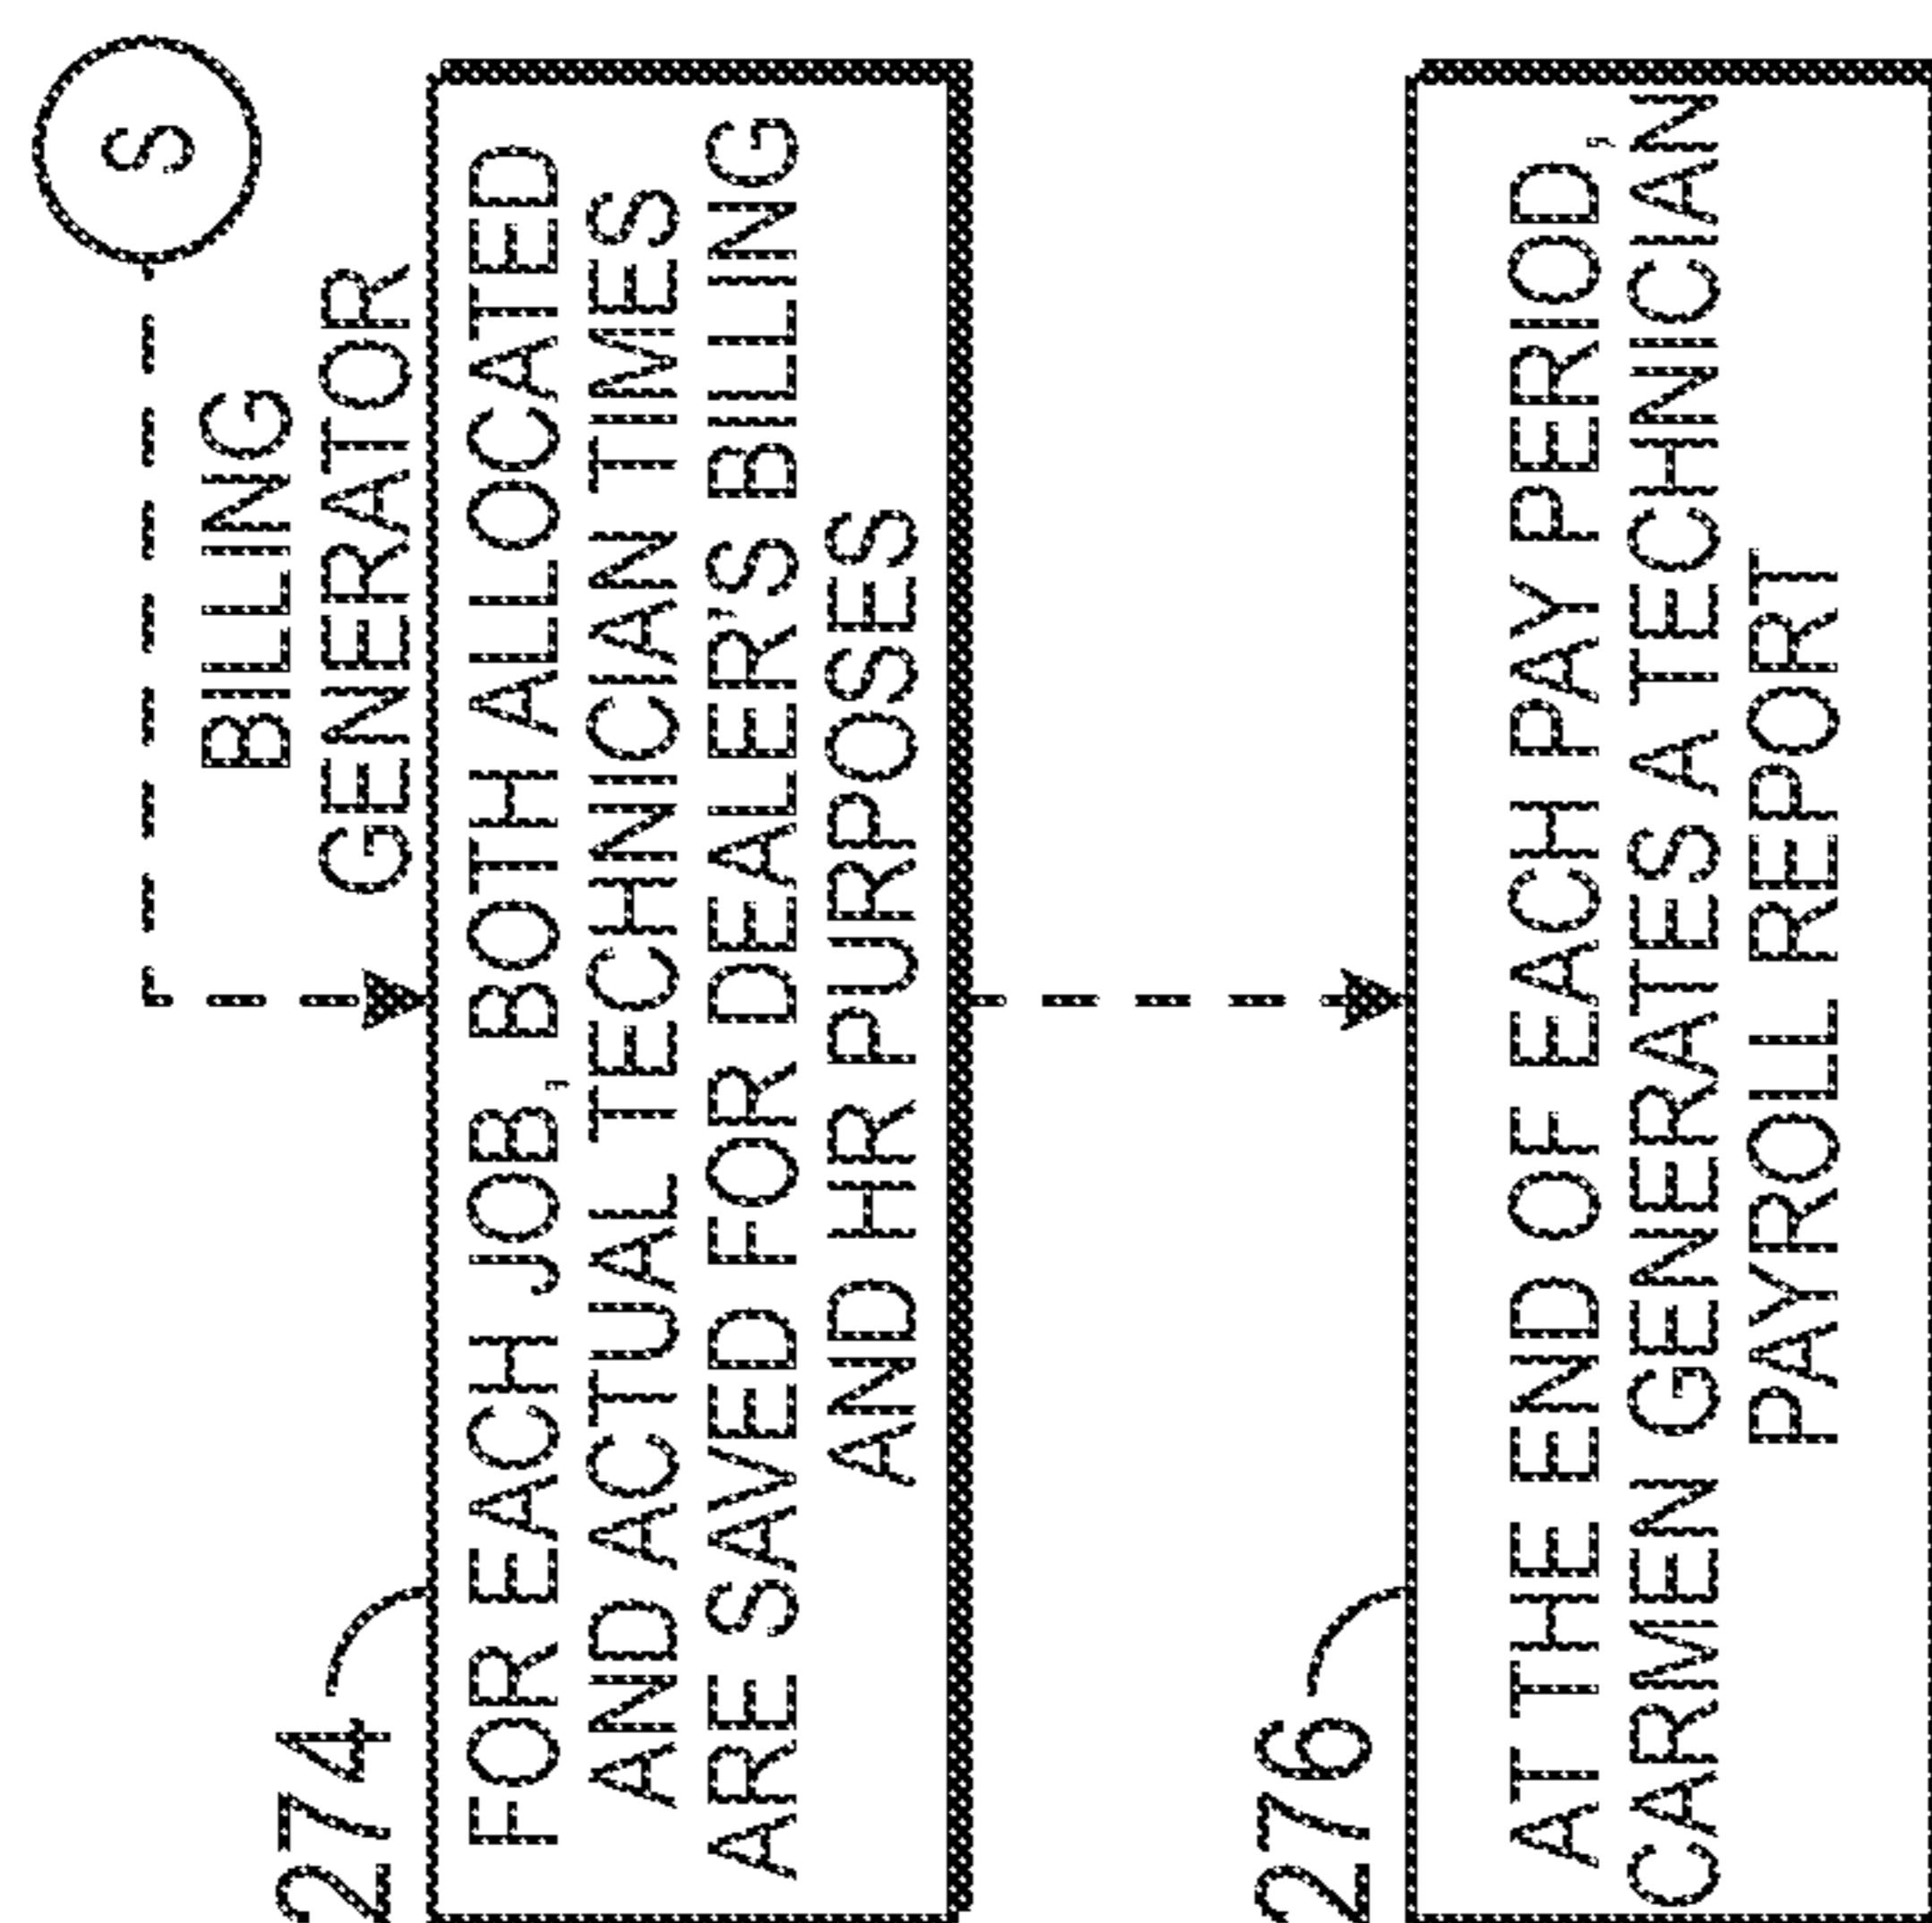 S
BILLING
GENERATOR
274
FOR EACH JOB, BOTH ALLOCATED
AND ACTUAL TECHNICIAN TIMES
ARE SAVED FOR DEALER'S BILLING
AND HR PURPOSES
276
AT THE END OF EACH PAY PERIOD,
CARMEN GENERATES A TECHNICIAN
PAYROLL REPORT